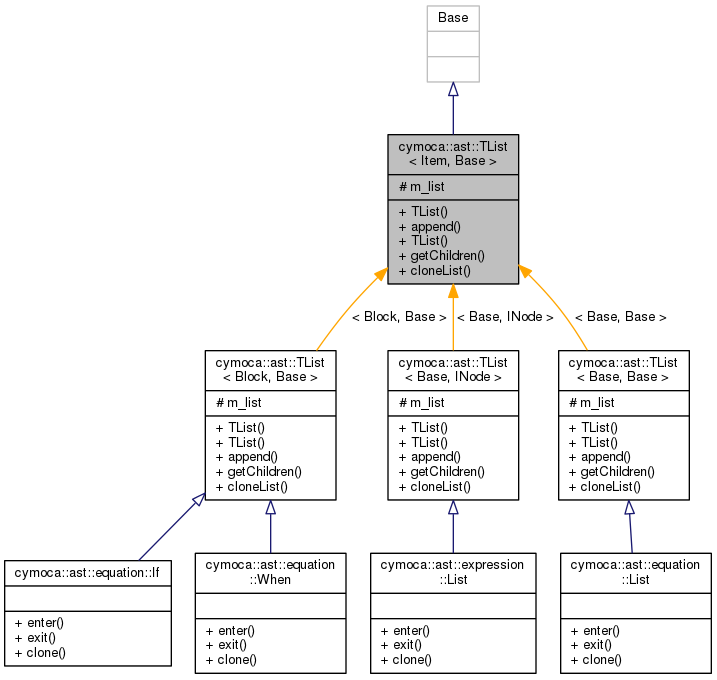 Base
cymoca::ast::TList
< Item, Base >
# m_list
+ TList()
+ append()
+ TList()
+ getChildren()
+ cloneList()
< Block, Base >
< Base, INode >
< Base, Base >
cymoca::ast::TList
< Block, Base >
# m_list
+ TList()
+ TList()
+ append()
+ getChildren()
+ cloneList()
cymoca::ast::TList
< Base, INode >
# m_list
+ TList()
+ TList()
+ append()
+ getChildren()
+ cloneList()
cymoca::ast::TList
< Base, Base >
# m_list
+ TList()
+ TList()
+ append()
+ getChildren()
+ cloneList()
cymoca::ast::equation::If
+ enter()
+ exit()
+ clone()
cymoca::ast::equation
::When
+ enter()
+ exit()
+ clone()
cymoca::ast::expression
::List
+ enter()
+ exit()
+ clone()
cymoca::ast::equation
::List
+ enter()
+ exit()
+ clone()